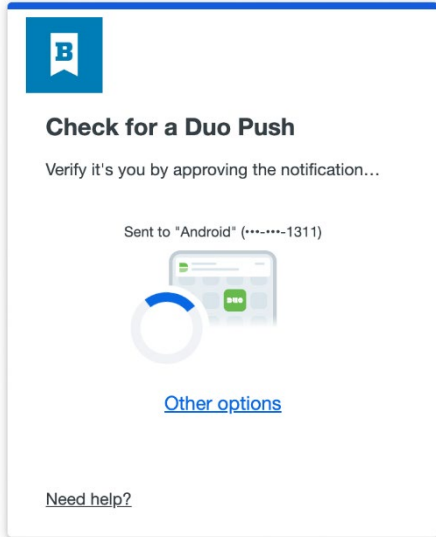 B
Check for a Duo Push
Verify it's you by approving the notification...
Sent to "Android" (•••-•••-1311)
DUO
Other options
Need help?